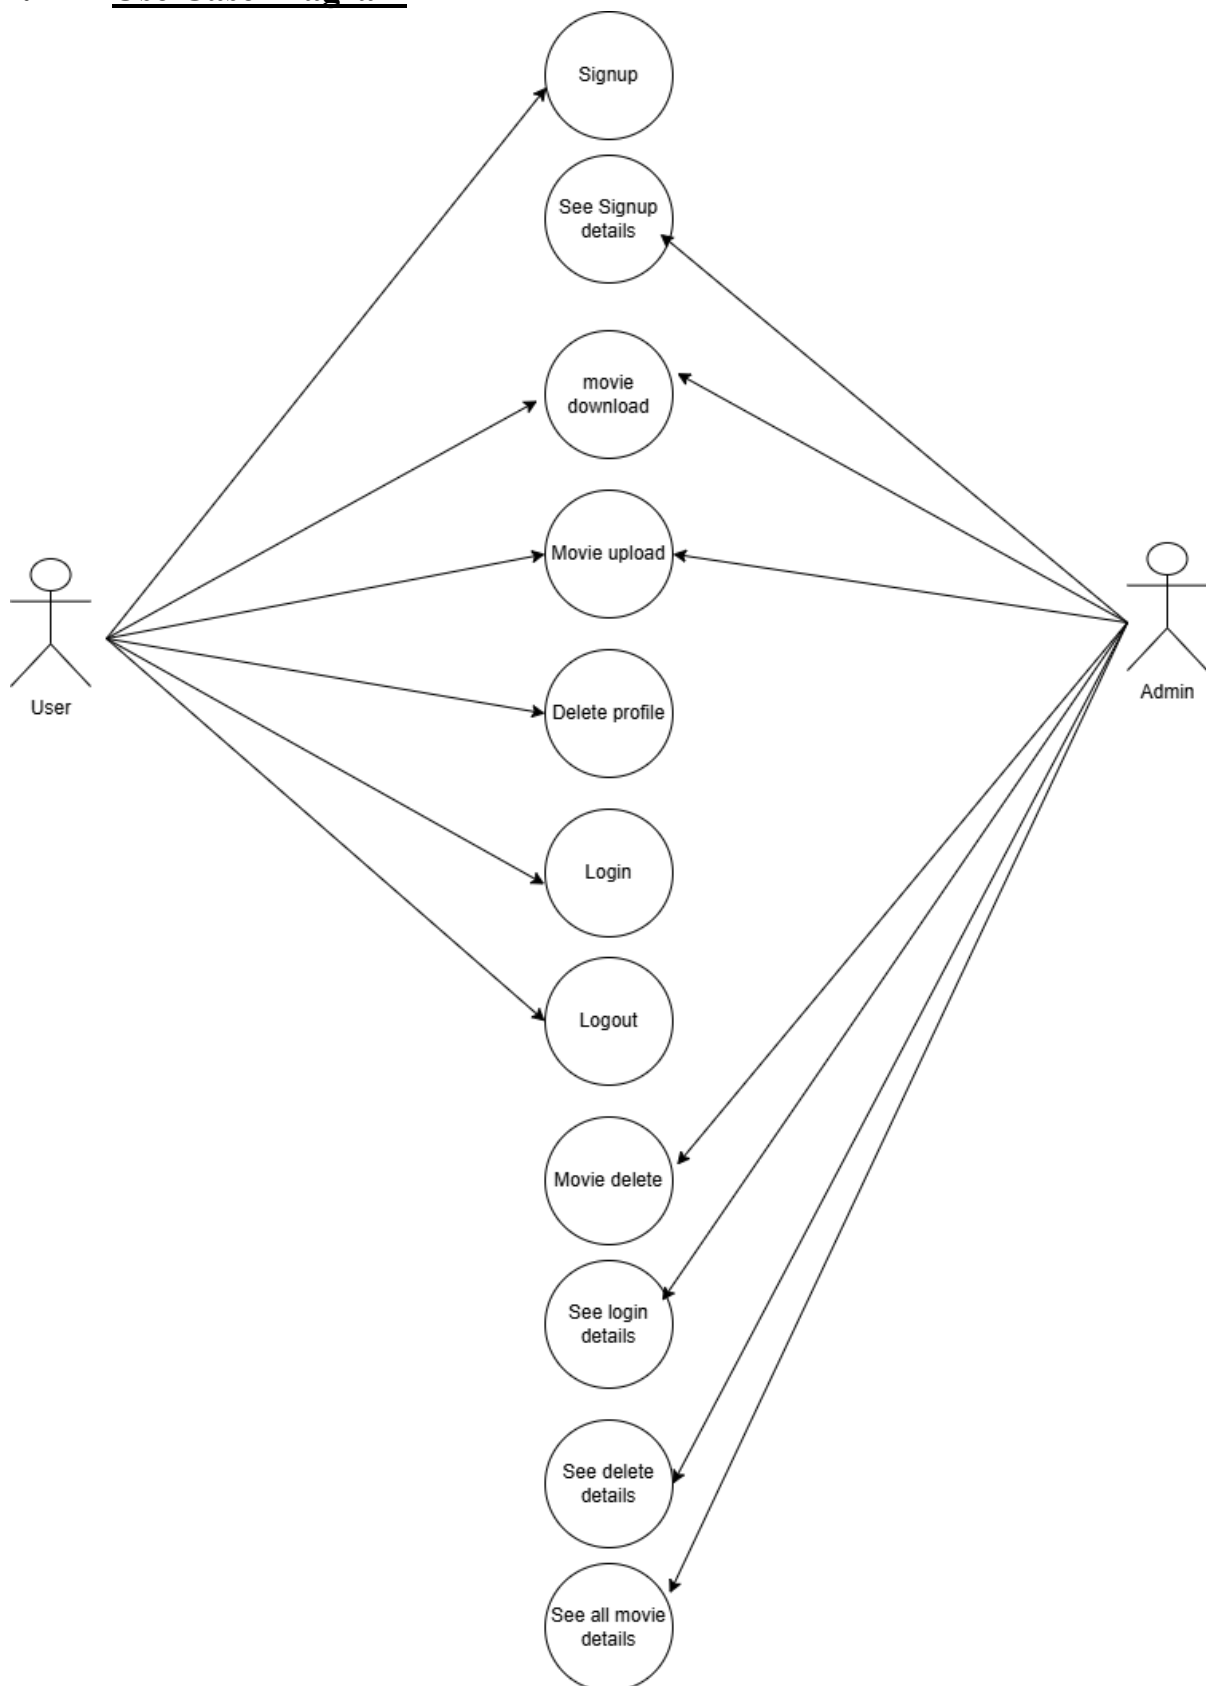 Signup
See Signup
details
movie
download
Movie upload
User
Admin
Delete profile
Login
Logout
Movie delete
See login
details
See delete
details
See all movie
details